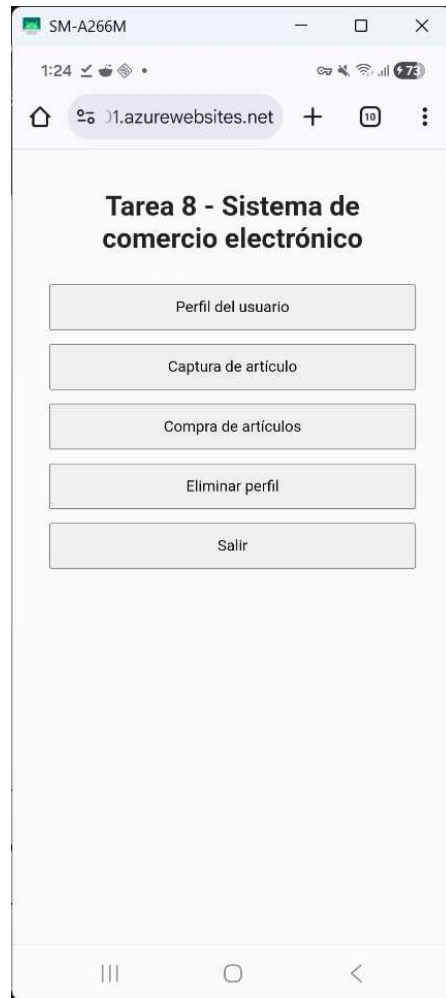 SM-A266M
1:24
73
1.azurewebsites.net
10
Tarea 8 - Sistema de
comercio electrónico
Perfil del usuario
Captura de artículo
Compra de artículos
Eliminar perfil
Salir